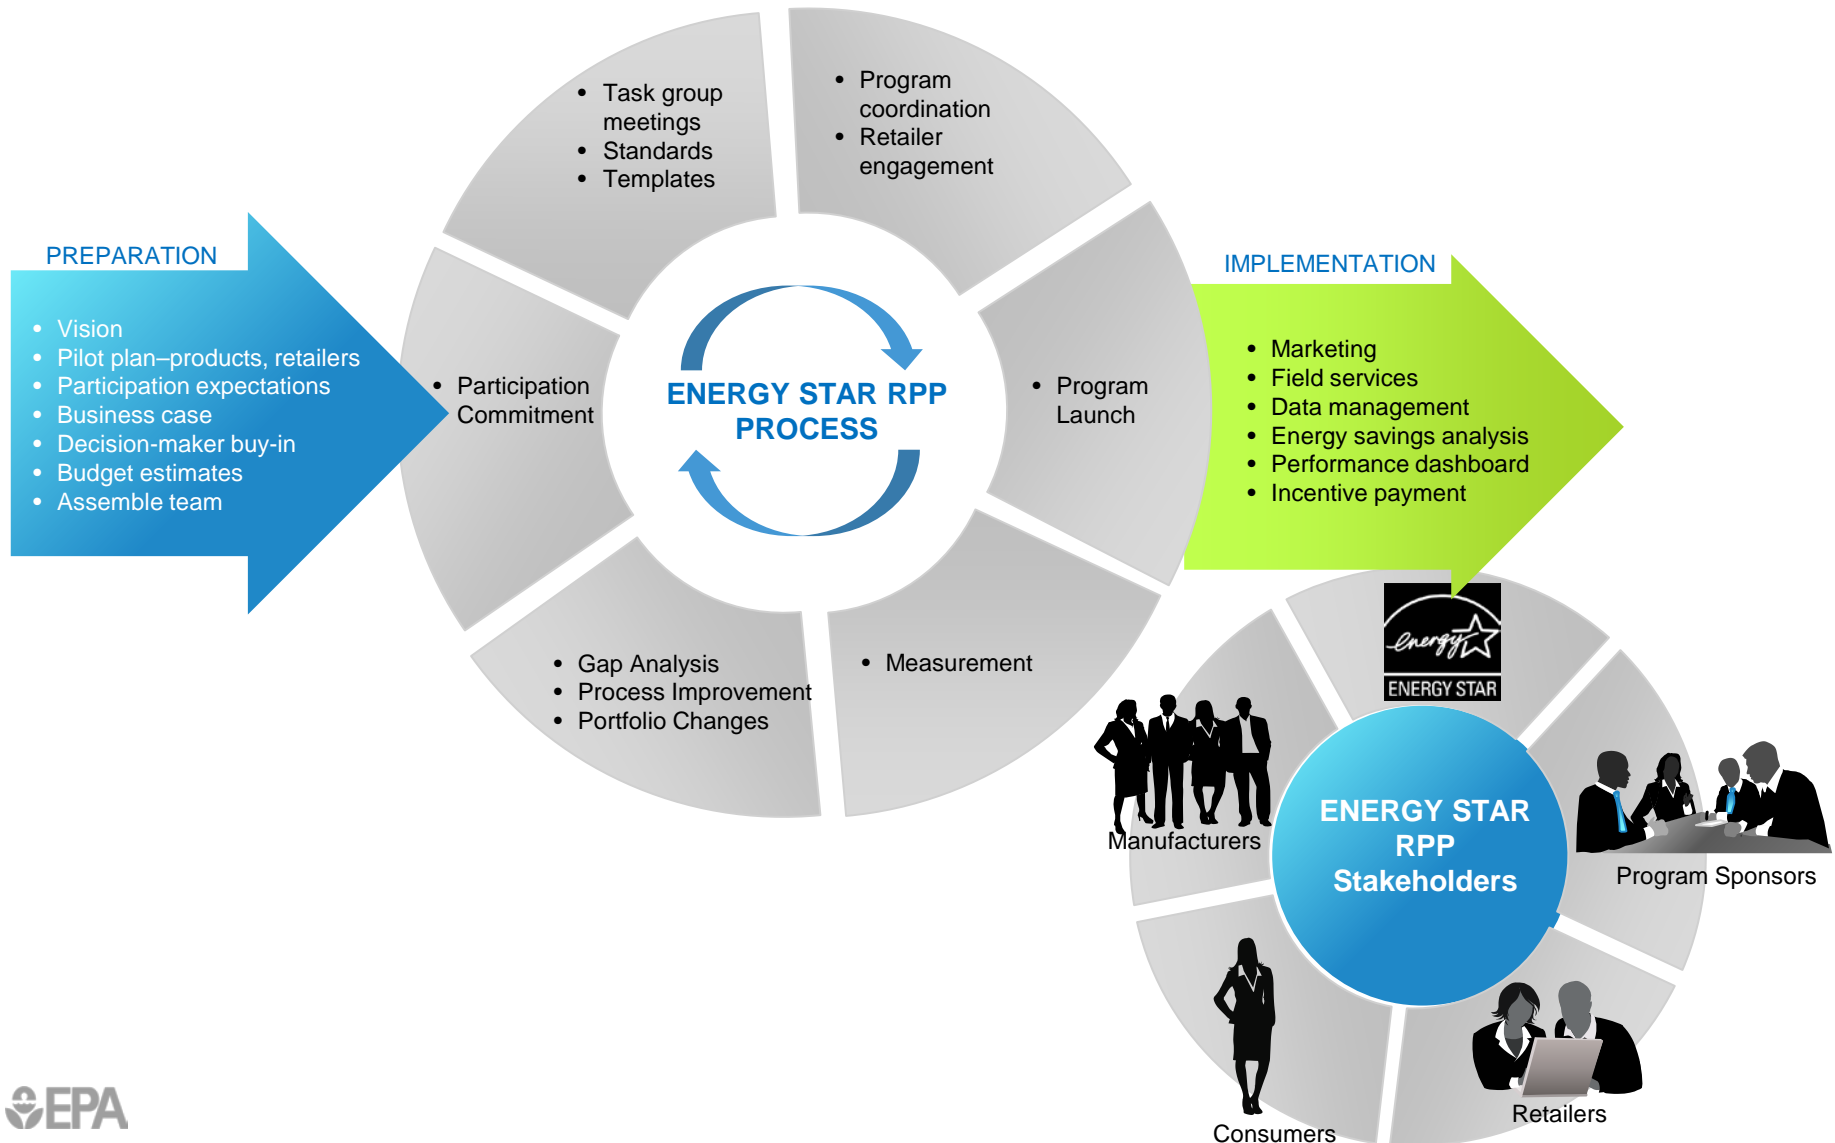 PREPARATION
• Vision
• Pilot plan–products, retailers
• Participation expectations
• Business case
• Decision-maker buy-in
• Budget estimates
• Assemble team
• Task group
meetings
• Standards
• Templates
• Program
coordination
• Retailer
engagement
• Participation
Commitment
ENERGY STAR RPP
PROCESS
• Program
Launch
• Gap Analysis
• Process Improvement
• Portfolio Changes
• Measurement
IMPLEMENTATION
• Marketing
• Field services
• Data management
• Energy savings analysis
• Performance dashboard
• Incentive payment
energy
ENERGY STAR
Manufacturers
ENERGY STAR
RPP
Stakeholders
Program Sponsors
Retailers
Consumers
EPA